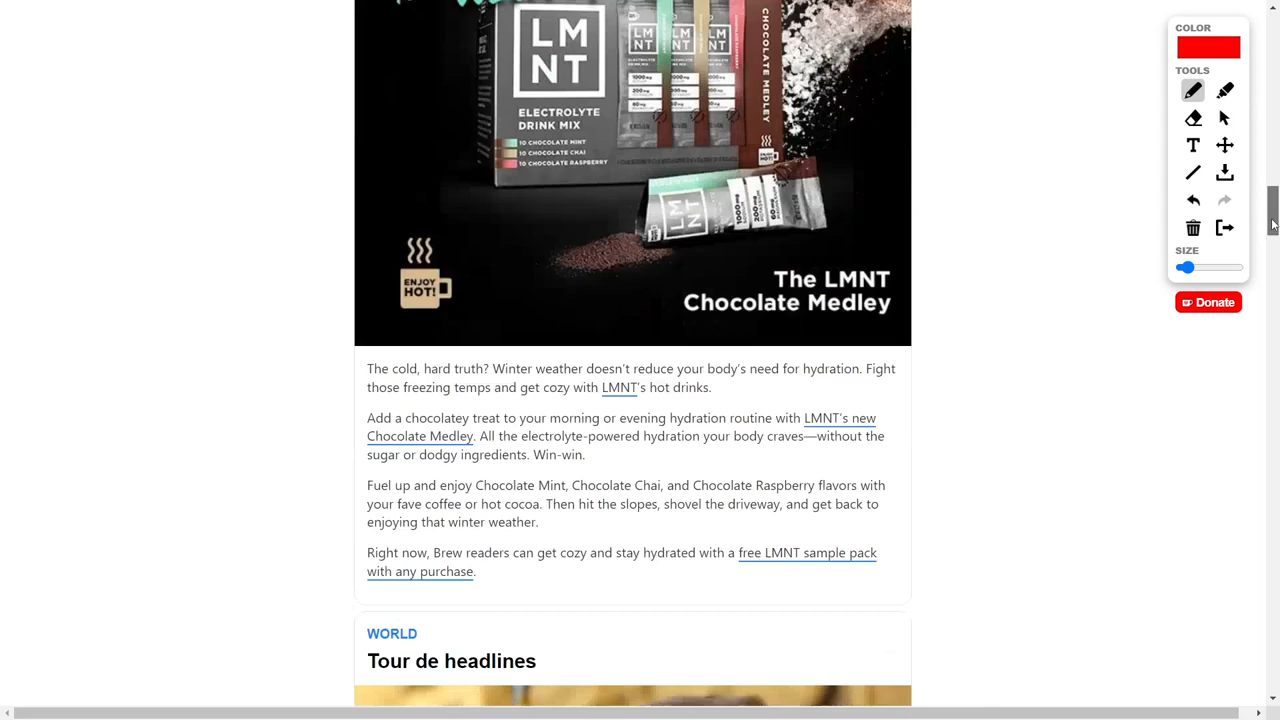 LM
NT
ELECTROLYTE
DRINK MIX
10 CHOCOLATE MINT
10 CHOCOLATE CHAI
10 CHOCOLATE RASPBERRY
CHOCOLATE MEDLEY
ENJOY
HOT!
LM
NT
1000mg
200mg
60mg
ENJOY
HOT!
The LMNT
Chocolate Medley
The cold, hard truth? Winter weather doesn't reduce your body's need for hydration. Fight
those freezing temps and get cozy with LMNT's hot drinks.
Add a chocolatey treat to your morning or evening hydration routine with LMNT's new
Chocolate Medley. All the electrolyte-powered hydration your body craves—without the
sugar or dodgy ingredients. Win-win.
Fuel up and enjoy Chocolate Mint, Chocolate Chai, and Chocolate Raspberry flavors with
your fave coffee or hot cocoa. Then hit the slopes, shovel the driveway, and get back to
enjoying that winter weather.
Right now, Brew readers can get cozy and stay hydrated with a free LMNT sample pack
with any purchase.
WORLD
Tour de headlines
COLOR
TOOLS
SIZE
Donate